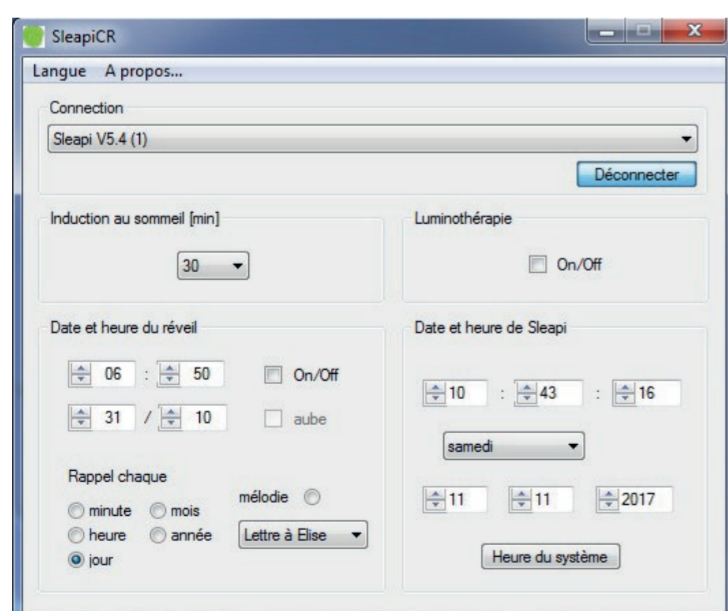 SleapiCR
Langue A propos...
Connection
Sleapi V5.4 (1)
Déconnecter
Induction au sommeil [min]
30
Luminothérapie
On/Off
Date et heure du réveil
06 : 50 On/Off
31 / 10 aube
Rappel chaque
minute mois
heure année
jour
mélodie
Lettre à Elise
Date et heure de Sleapi
10 : 43 : 16
samedi
11 11 2017
Heure du système